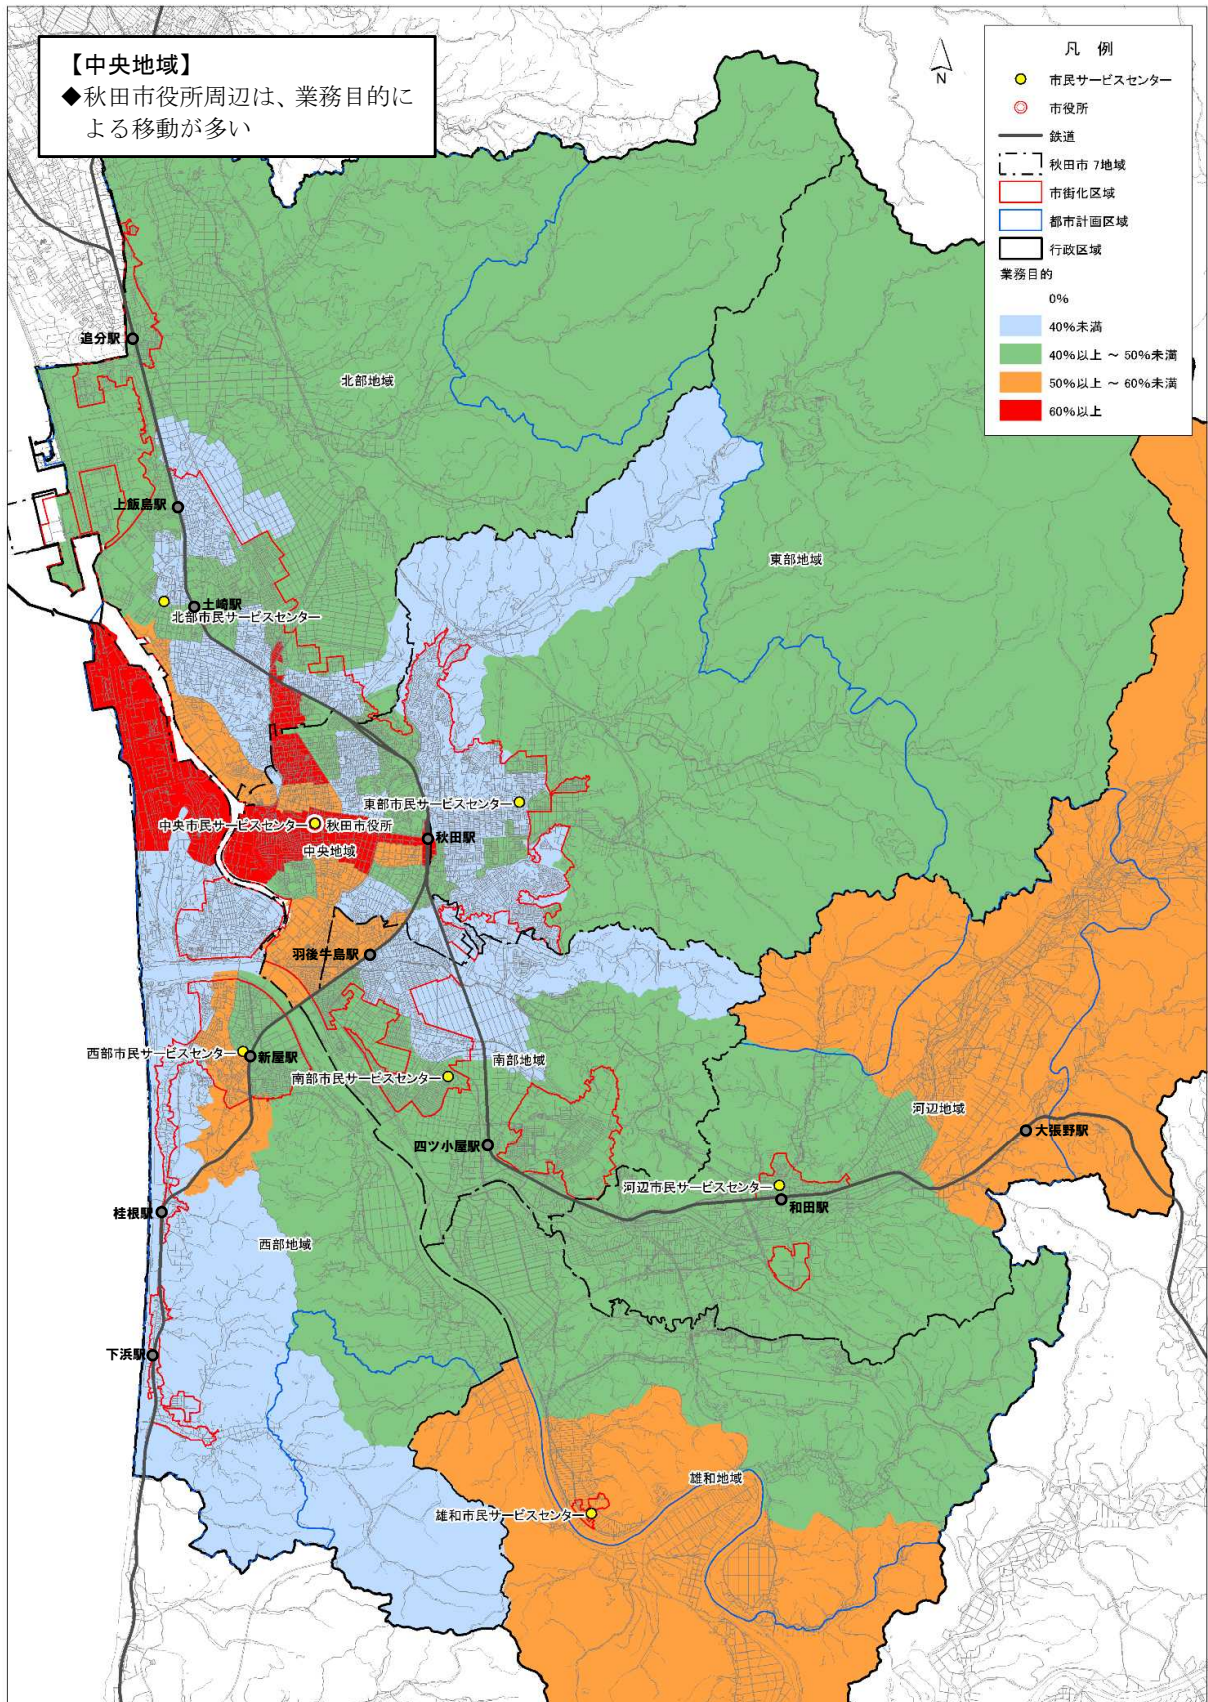 【中央地域】
◆秋田市役所周辺は、業務目的に
よる移動が多い
N
凡 例
市民サービスセンター
市役所
鉄道
秋田市 7地域
市街化区域
都市計画区域
行政区域
業務目的
0%
40%未満
40%以上 ～ 50%未満
50%以上 ～ 60%未満
60%以上
追分駅
北部地域
上飯島駅
東部地域
土崎駅
北部市民サービスセンター
東部市民サービスセンター
中央市民サービスセンター
秋田市役所
秋田駅
中央地域
羽後牛島駅
西部市民サービスセンター
新屋駅
南部地域
南部市民サービスセンター
河辺地域
大張野駅
四ツ小屋駅
河辺市民サービスセンター
和田駅
桂根駅
西部地域
下浜駅
雄和地域
雄和市民サービスセンター